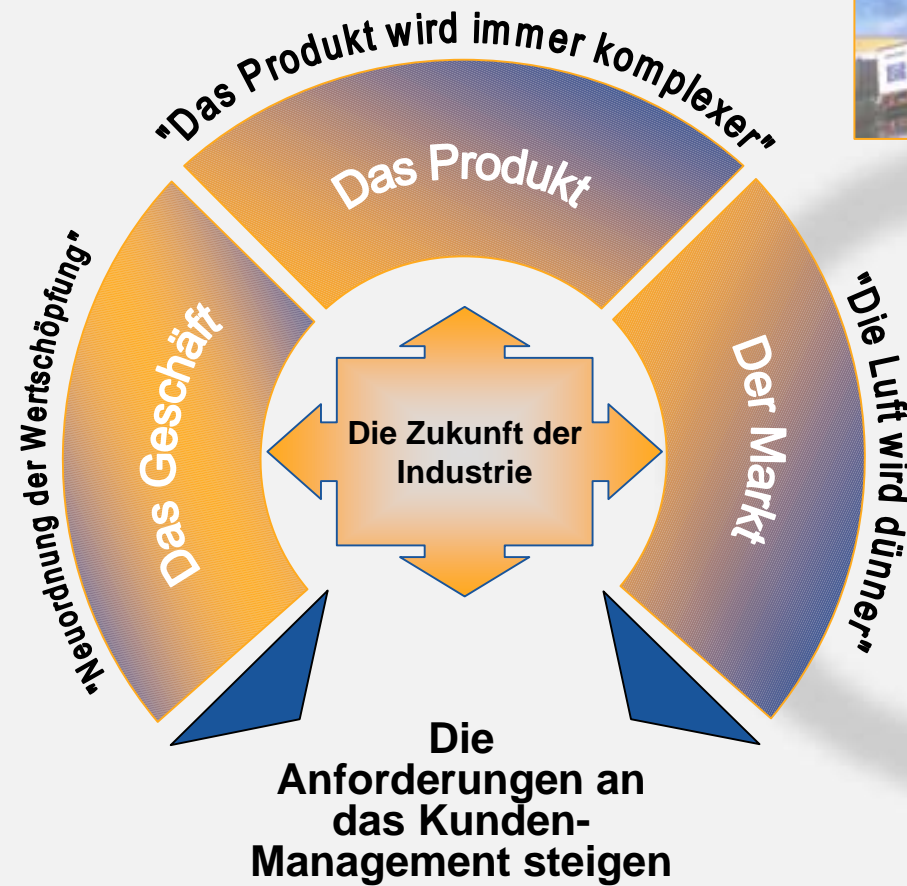 "Das Produkt wird immer komplexer"
Das Produkt
"Neuordnung der Wertschöpfung"
Das Geschäft
Die Zukunft der
Industrie
Der Markt
"Die Luft wird dünner"
Die
Anforderungen an
das Kunden-
Management steigen